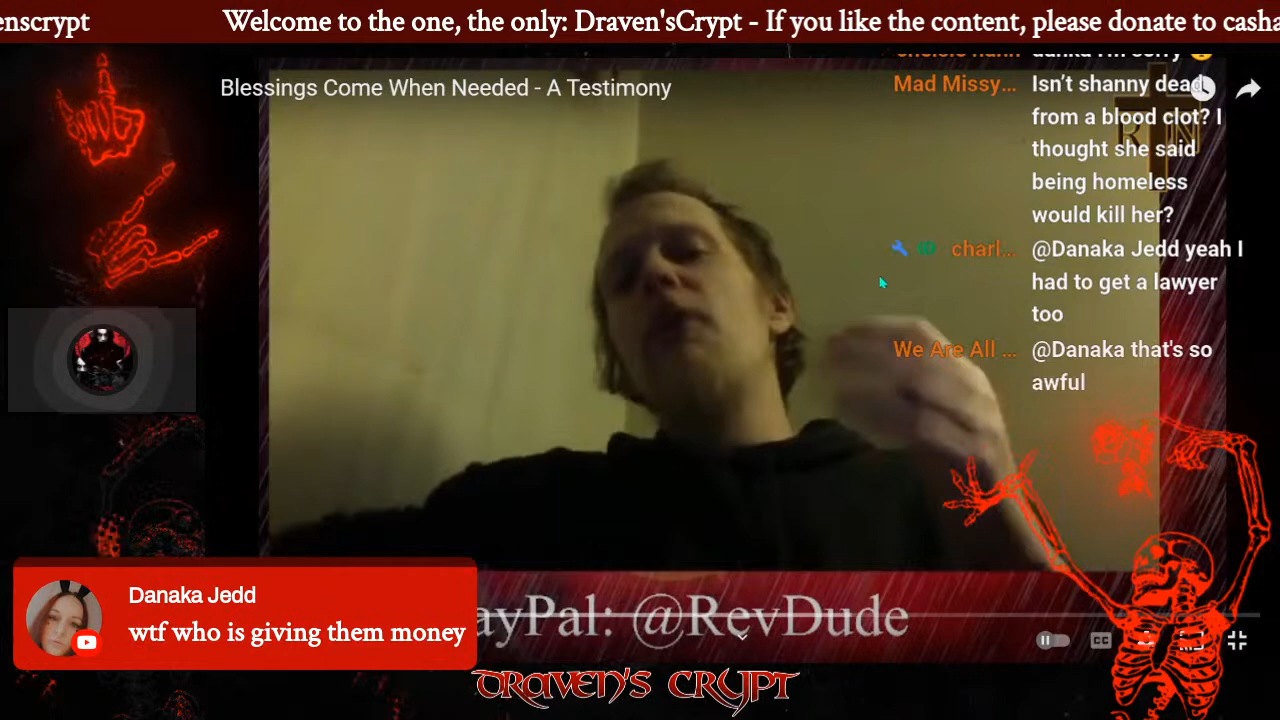 enscrypt
Welcome to the one, the only: Draven'sCrypt - If you like the content, please donate to casha
Blessings Come When Needed - A Testimony
Mad Missy…
Isn’t shanny dead
from a blood clot? I
thought she said
being homeless
would kill her?
charl…
@Danaka Jedd yeah I
had to get a lawyer
too
We Are All …
@Danaka that's so
awful
R N
Danaka Jedd
wtf who is giving them money
ayPal: @RevDude
CC
DRAVEN'S CRYPT